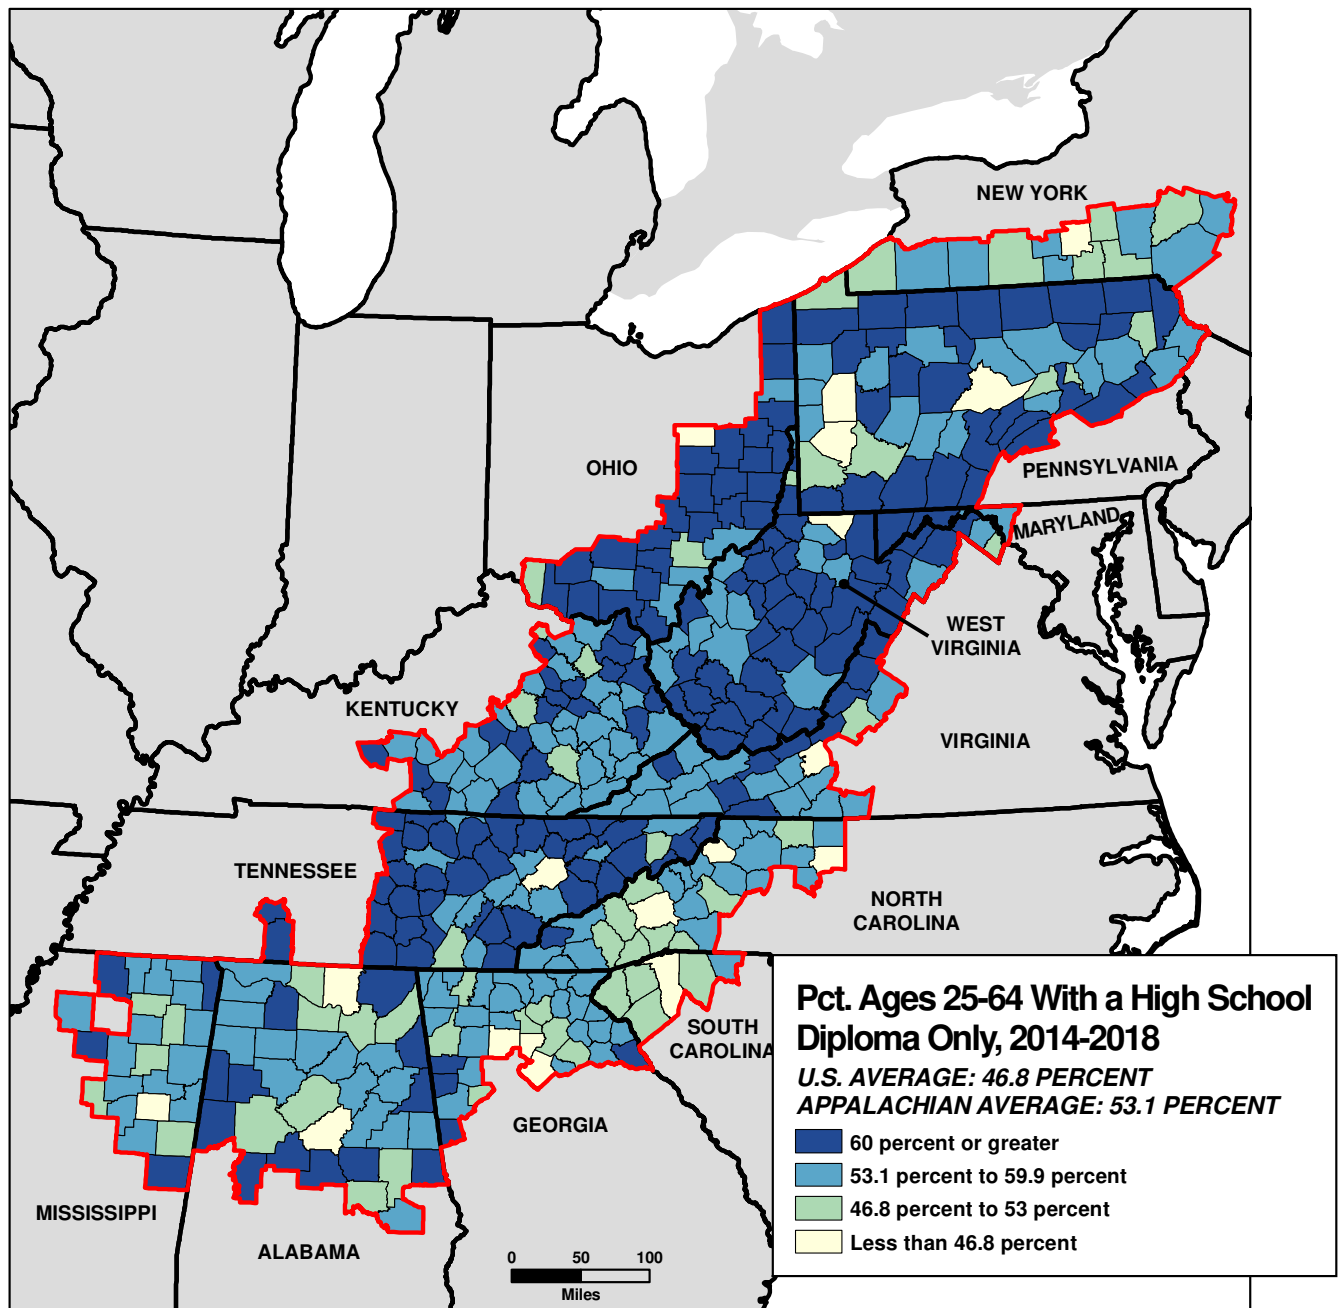 NEW YORK
OHIO
PENNSYLVANIA
MARYLAND
WEST
VIRGINIA
KENTUCKY
VIRGINIA
TENNESSEE
NORTH
CAROLINA
SOUTH
CAROLINA
GEORGIA
MISSISSIPPI
ALABAMA
Pct. Ages 25-64 With a High School
Diploma Only, 2014-2018
U.S. AVERAGE: 46.8 PERCENT
APPALACHIAN AVERAGE: 53.1 PERCENT
60 percent or greater
53.1 percent to 59.9 percent
46.8 percent to 53 percent
Less than 46.8 percent
0 50 100
Miles